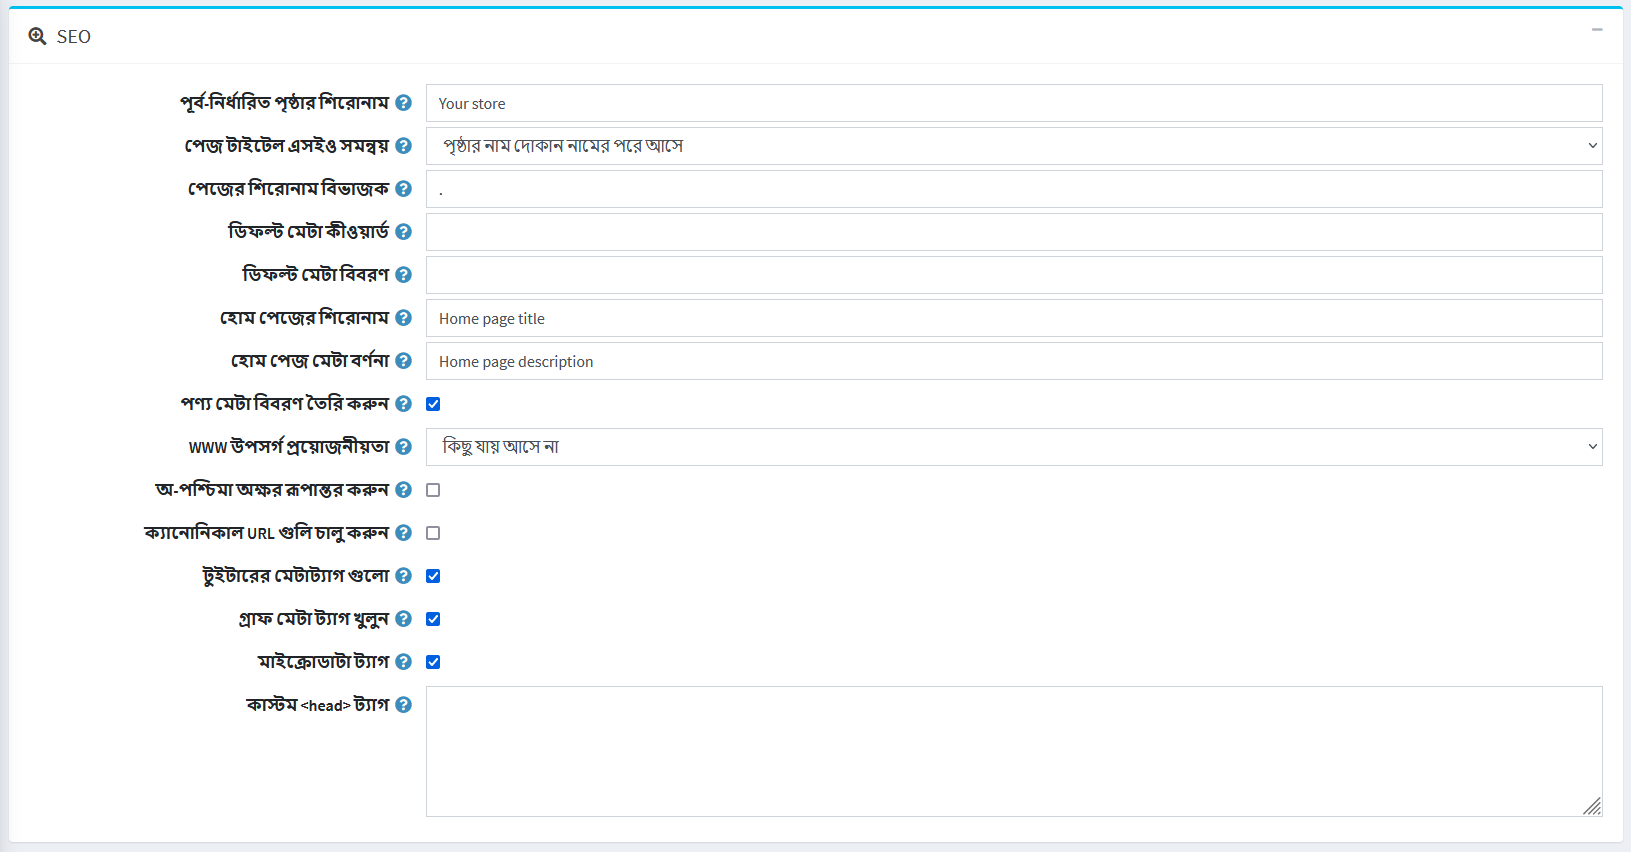 SEO
পূর্ব-নির্ধারিত পৃষ্ঠার শিরোনাম Your store
পেজ টাইটেল এসইও সমন্বয় পৃষ্ঠার নাম দোকান নামের পরে আসে
পেজের শিরোনাম বিভাজক .
ডিফল্ট মেটা কীওয়ার্ড
ডিফল্ট মেটা বিবরণ
হোম পেজের শিরোনাম Home page title
হোম পেজ মেটা বর্ণনা Home page description
পণ্য মেটা বিবরণ তৈরি করুন
WWW উপসর্গ প্রয়োজনীয়তা কিছু যায় আসে না
অ-পশ্চিমা অক্ষর রূপান্তর করুন
ক্যানোনিকাল URL গুলি চালু করুন
টুইটারের মেটাট্যাগ গুলো
গ্রাফ মেটা ট্যাগ খুলুন
মাইক্রোডাটা ট্যাগ
কাস্টম <head> ট্যাগ